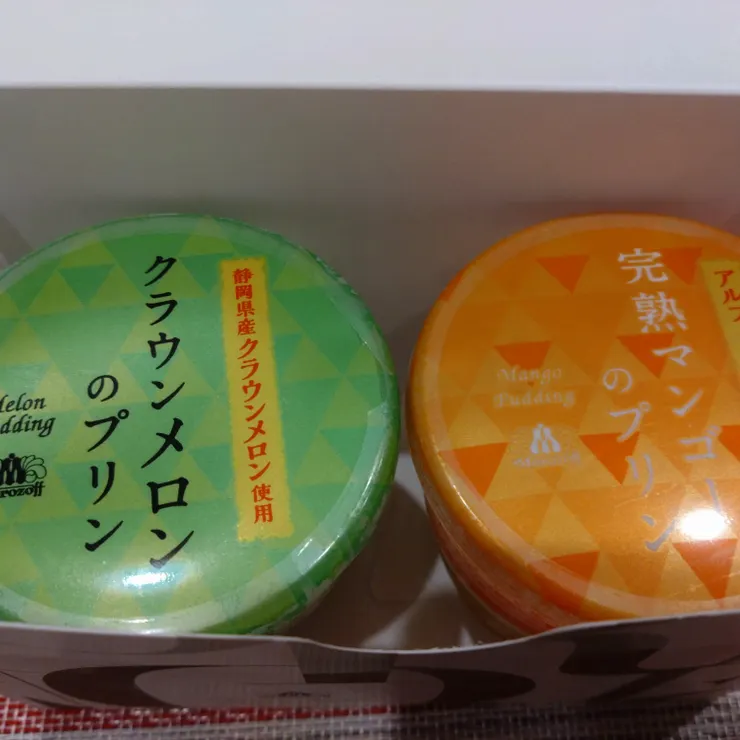 静岡県産クラウンメロン使用
クラウンメロン
のプリン
Melon
Pudding
Morozoff
完熟マンゴー
のプリン
Mango
Pudding
Morozoff